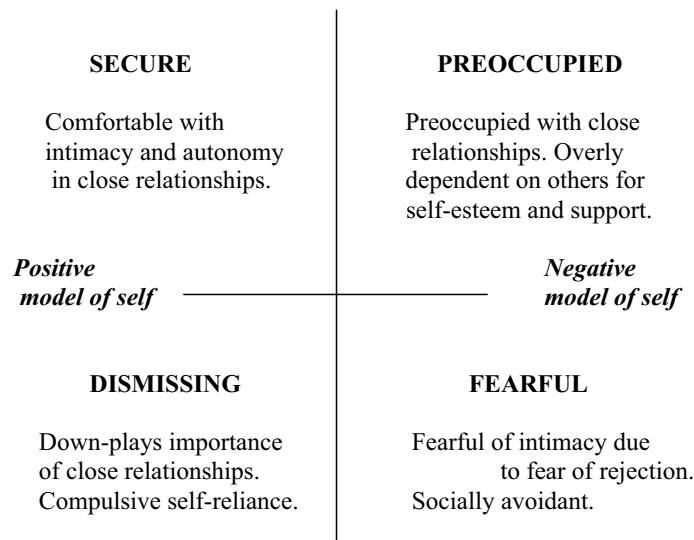 SECURE
Comfortable with
intimacy and autonomy
in close relationships.
PREOCCUPIED
Preoccupied with close
relationships. Overly
dependent on others for
self-esteem and support.
Positive
model of self
Negative
model of self
DISMISSING
Down-plays importance
of close relationships.
Compulsive self-reliance.
FEARFUL
Fearful of intimacy due
to fear of rejection.
Socially avoidant.